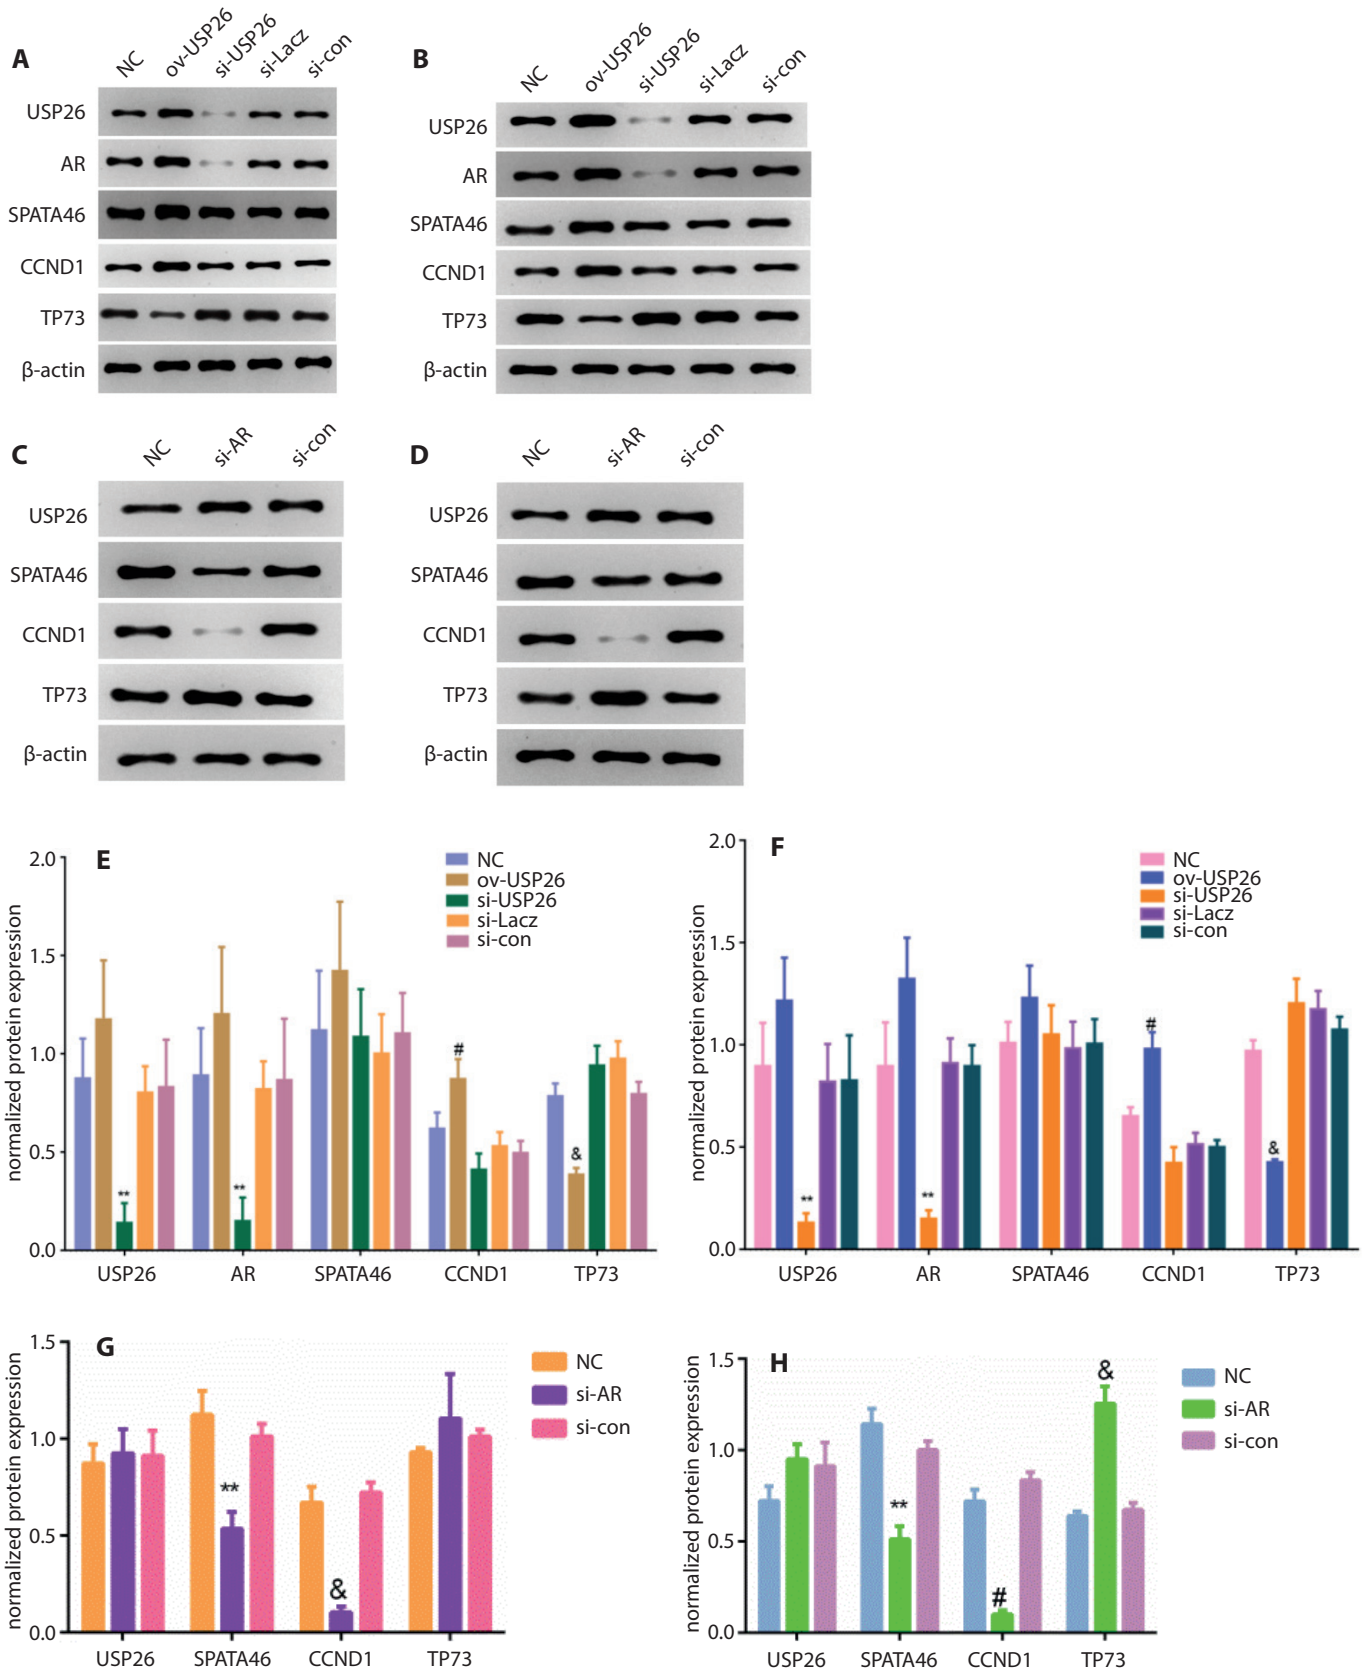 A
NC
ov-USP26
si-USP26
si-Lacz
si-con
USP26
AR
SPATA46
CCND1
TP73
β-actin
B
NC
ov-USP26
si-USP26
si-Lacz
si-con
USP26
AR
SPATA46
CCND1
TP73
β-actin
C
NC
si-AR
si-con
USP26
SPATA46
CCND1
TP73
β-actin
D
NC
si-AR
si-con
USP26
SPATA46
CCND1
TP73
β-actin
E
normalized protein expression
2.0
1.5
1.0
0.5
0.0
NC
ov-USP26
si-USP26
si-Lacz
si-con
**
**
#
&
USP26 AR SPATA46 CCND1 TP73
F
normalized protein expression
2.0
1.5
1.0
0.5
0.0
NC
ov-USP26
si-USP26
si-Lacz
si-con
**
**
#
&
USP26 AR SPATA46 CCND1 TP73
G
normalized protein expression
1.5
1.0
0.5
0.0
NC
si-AR
si-con
**
&
USP26 SPATA46 CCND1 TP73
H
normalized protein expression
1.5
1.0
0.5
0.0
NC
si-AR
si-con
**
#
&
USP26 SPATA46 CCND1 TP73